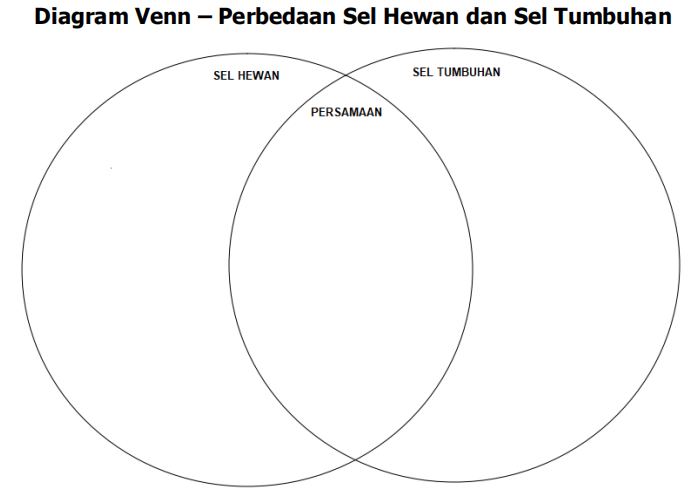 Diagram Venn – Perbedaan Sel Hewan dan Sel Tumbuhan
SEL HEWAN
SEL TUMBUHAN
PERSAMAAN